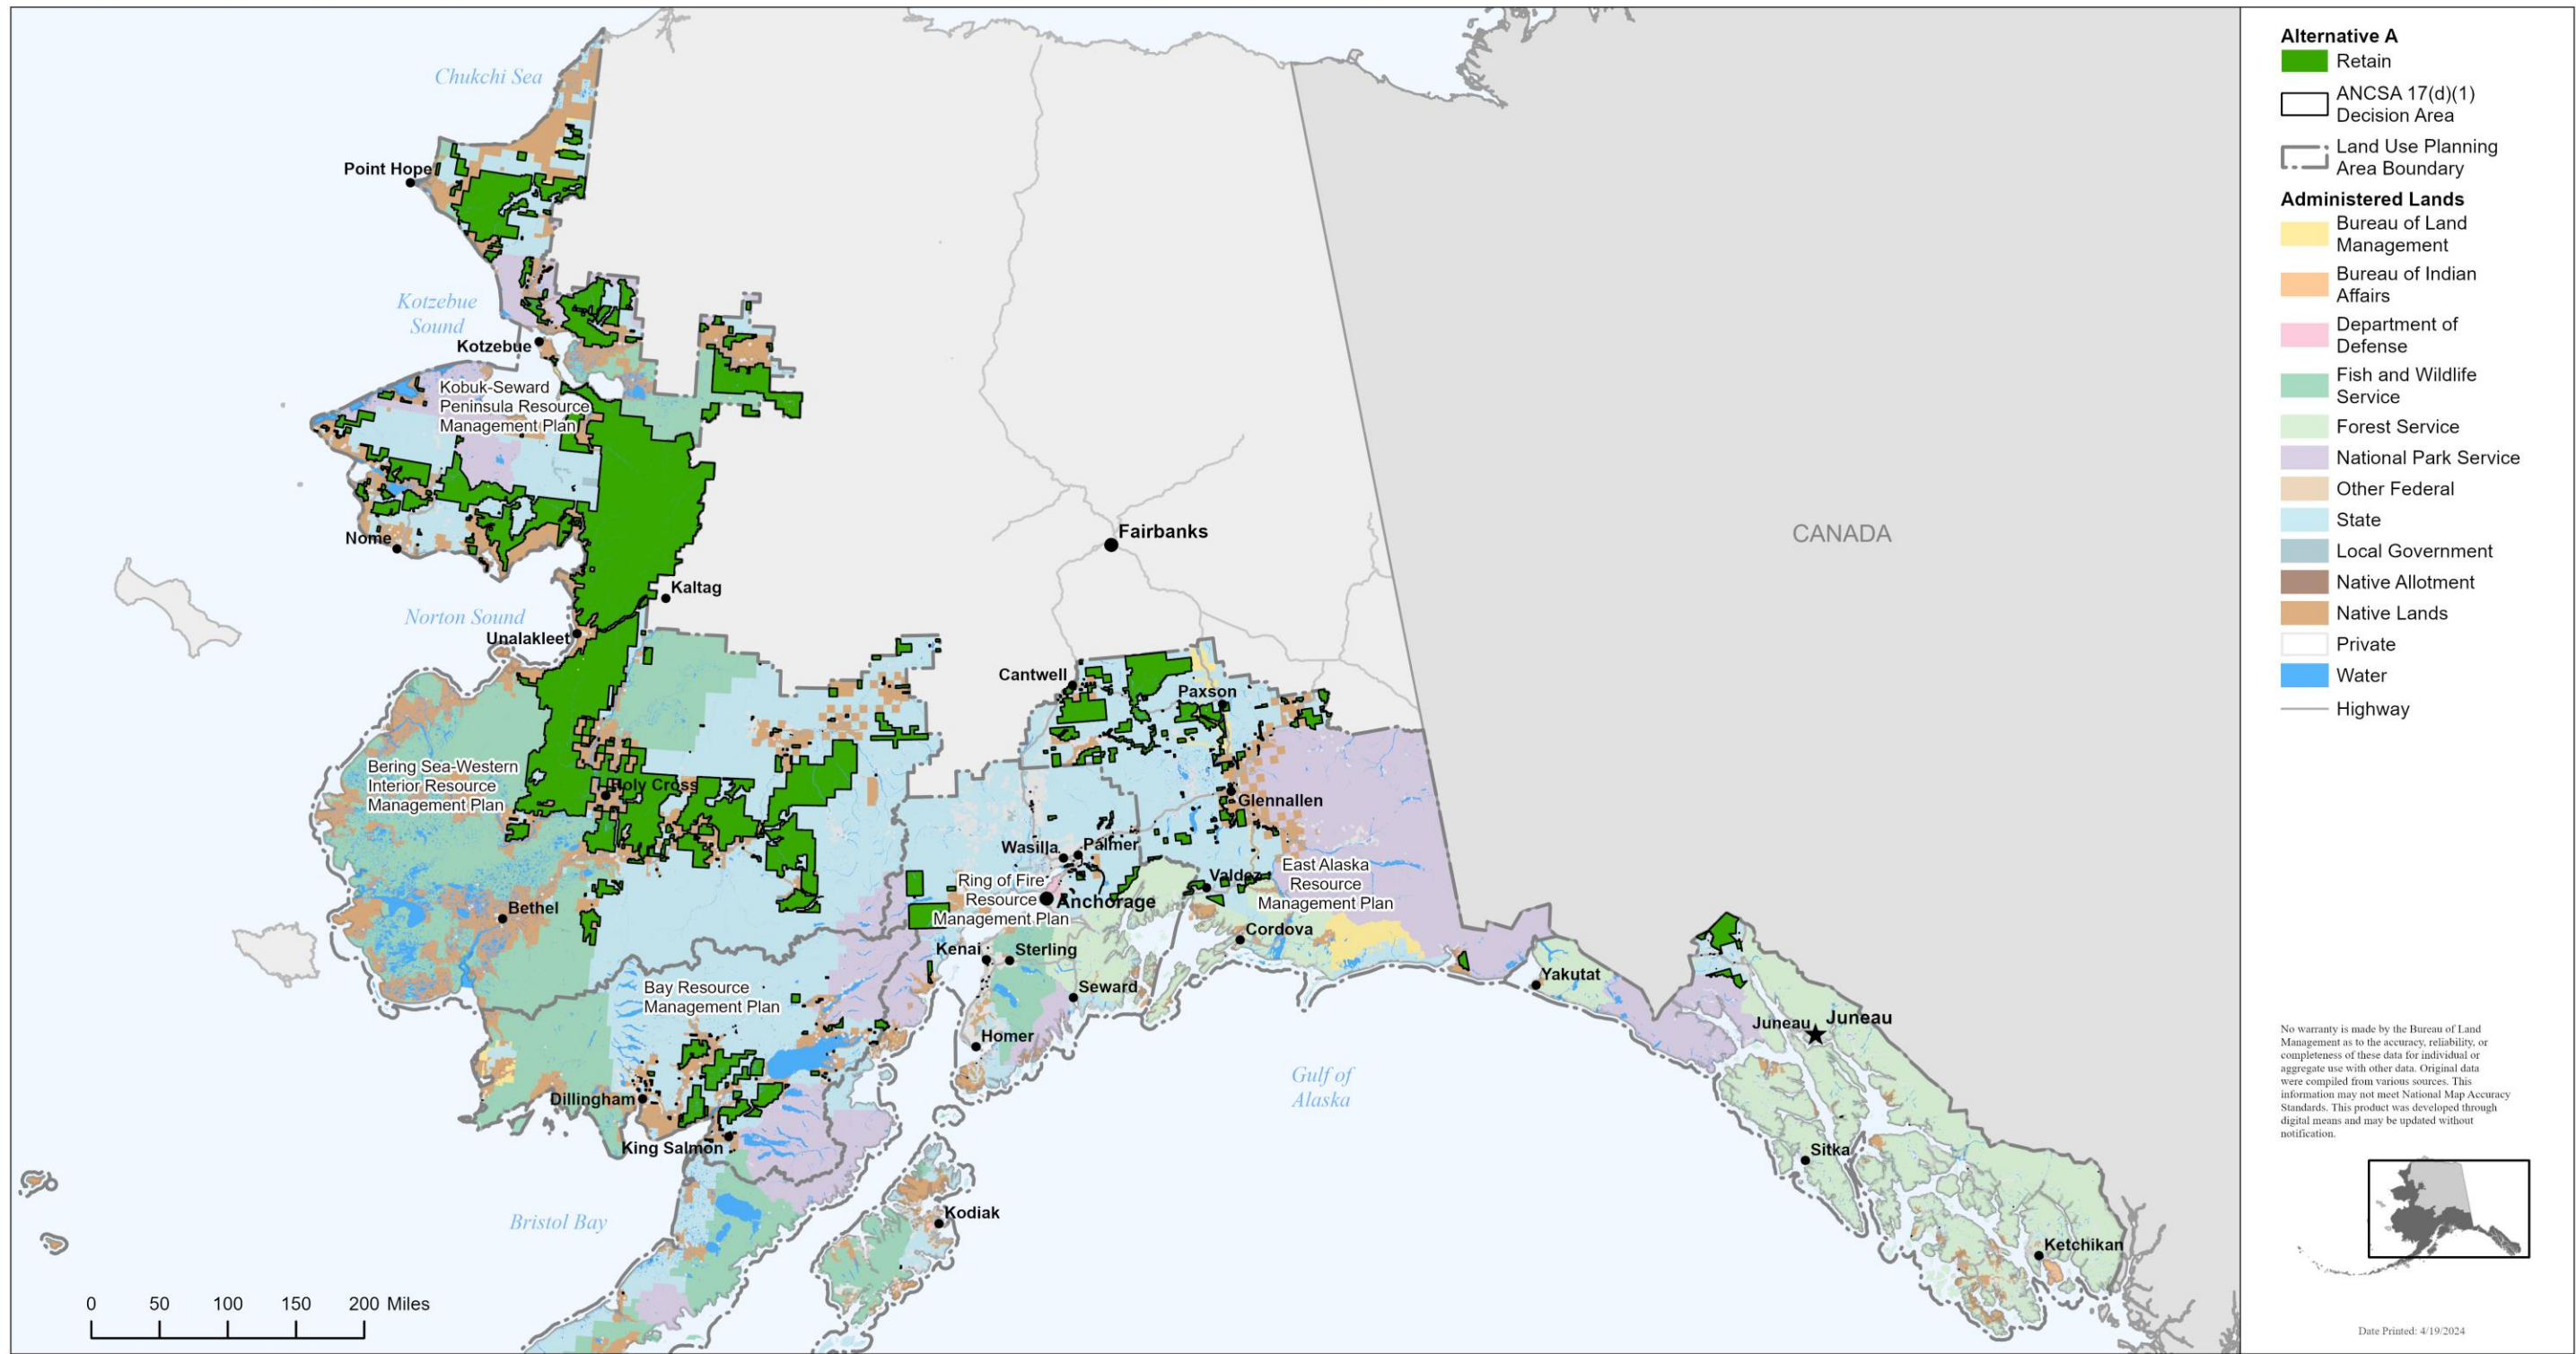 Chukchi Sea
Point Hope
Kotzebue
Sound
Kotzebue
Kobuk-Seward
Peninsula Resource
Management Plan
Nome
Fairbanks
CANADA
Kaltag
Norton Sound
Unalakleet
Cantwell
Paxson
Bering Sea-Western
Interior Resource
Management Plan
Holy Cross
Glennallen
Wasilla
Palmer
East Alaska
Resource
Management Plan
Ring of Fire
Resource
Management Plan
Valdez
Anchorage
Bethel
Cordova
Kenai
Sterling
Yakutat
Bay Resource
Management Plan
Seward
Juneau
Juneau
Homer
Gulf of
Alaska
Dillingham
King Salmon
Sitka
Bristol Bay
Kodiak
Ketchikan
0 50 100 150 200 Miles
Alternative A
Retain
ANCSA 17(d)(1)
Decision Area
Land Use Planning
Area Boundary
Administered Lands
Bureau of Land
Management
Bureau of Indian
Affairs
Department of
Defense
Fish and Wildlife
Service
Forest Service
National Park Service
Other Federal
State
Local Government
Native Allotment
Native Lands
Private
Water
Highway
No warranty is made by the Bureau of Land
Management as to the accuracy, reliability, or
completeness of these data for individual or
aggregate use with other data. Original data
were compiled from various sources. This
information may not meet National Map Accuracy
Standards. This product was developed through
digital means and may be updated without
notification.
Date Printed: 4/19/2024